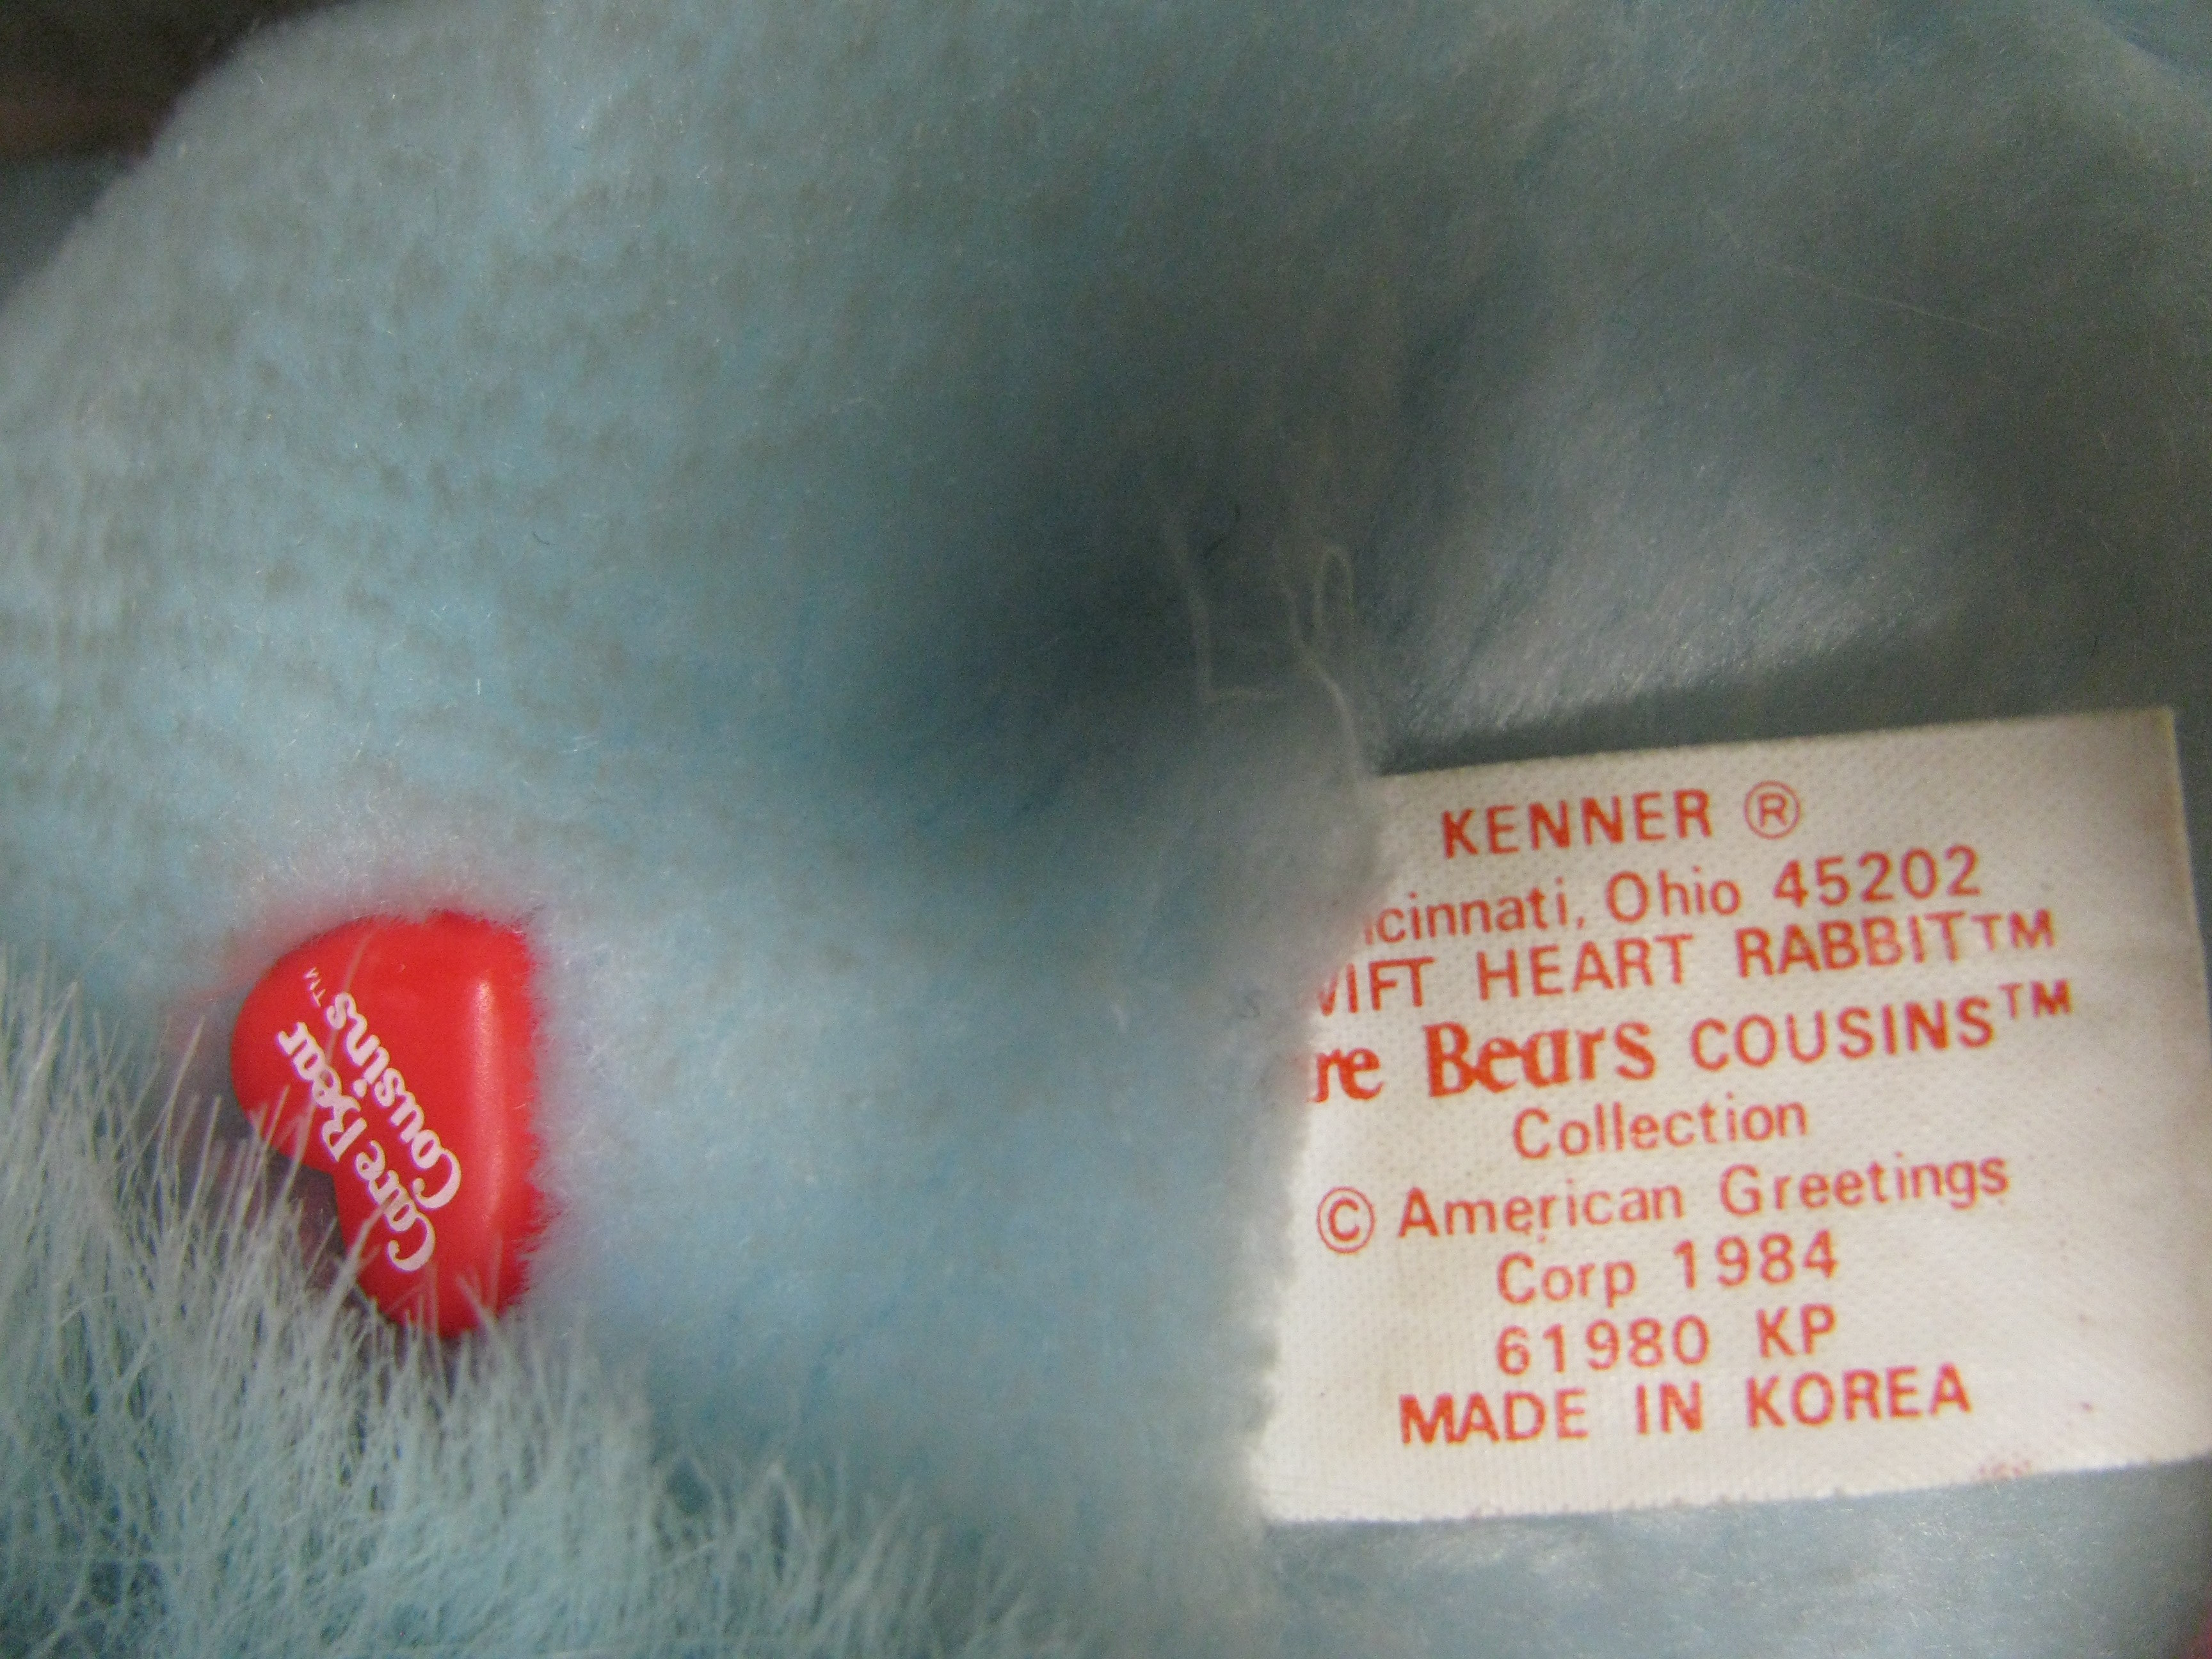 Care Bear
Cousins™
KENNER ®
cinnati, Ohio 45202
IFT HEART RABBIT™
re Bears COUSINS™
Collection
© American Greetings
Corp 1984
61980 KP
MADE IN KOREA